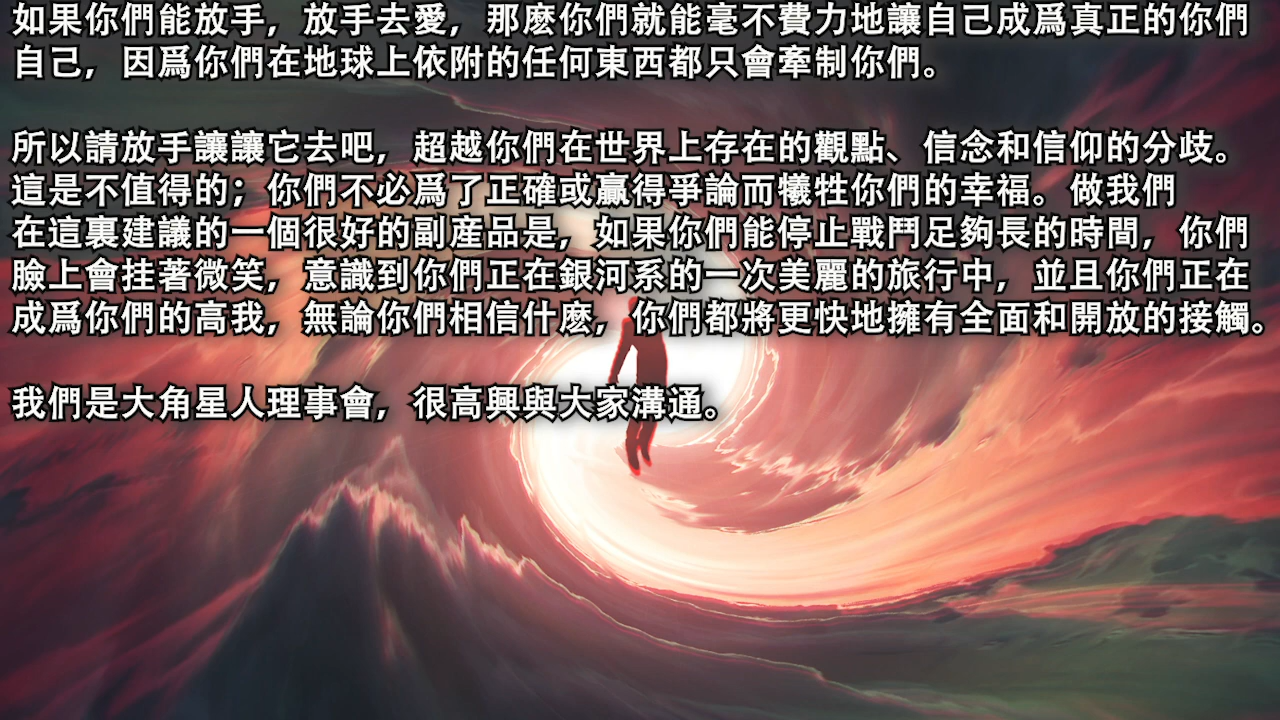 如果你們能放手，放手去愛，那麽你們就能毫不費力地讓自己成爲真正的你們
自己，因爲你們在地球上依附的任何東西都只會牽制你們。
所以請放手讓讓它去吧，超越你們在世界上存在的觀點、信念和信仰的分歧。
這是不值得的；你們不必爲了正確或贏得爭論而犧牲你們的幸福。做我們
在這裏建議的一個很好的副産品是，如果你們能停止戰鬥足夠長的時間，你們
臉上會挂著微笑，意識到你們正在銀河系的一次美麗的旅行中，並且你們正在
成爲你們的高我，無論你們相信什麽，你們都將更快地擁有全面和開放的接觸。
我們是大角星人理事會，很高興與大家溝通。